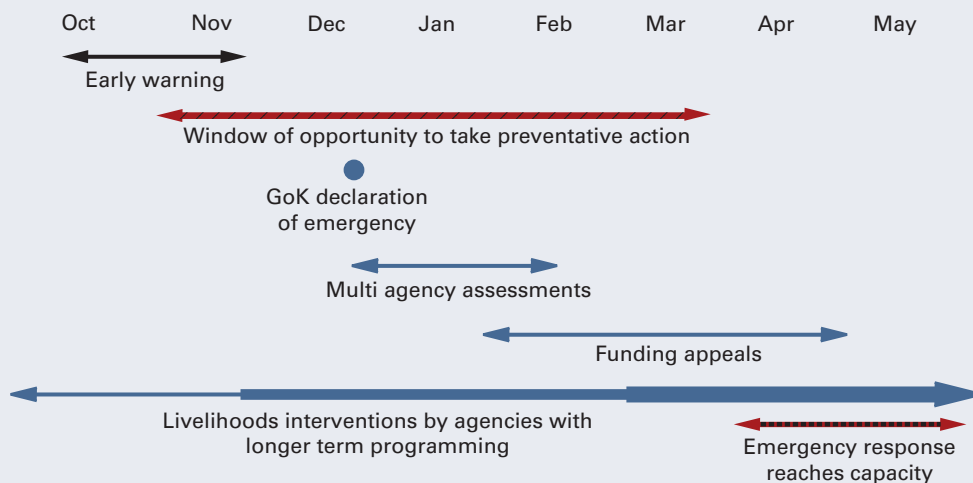 Oct Nov Dec Jan Feb Mar Apr May
Early warning
Window of opportunity to take preventative action
GoK declaration
of emergency
Multi agency assessments
Funding appeals
Livelihoods interventions by agencies with
longer term programming
Emergency response
reaches capacity